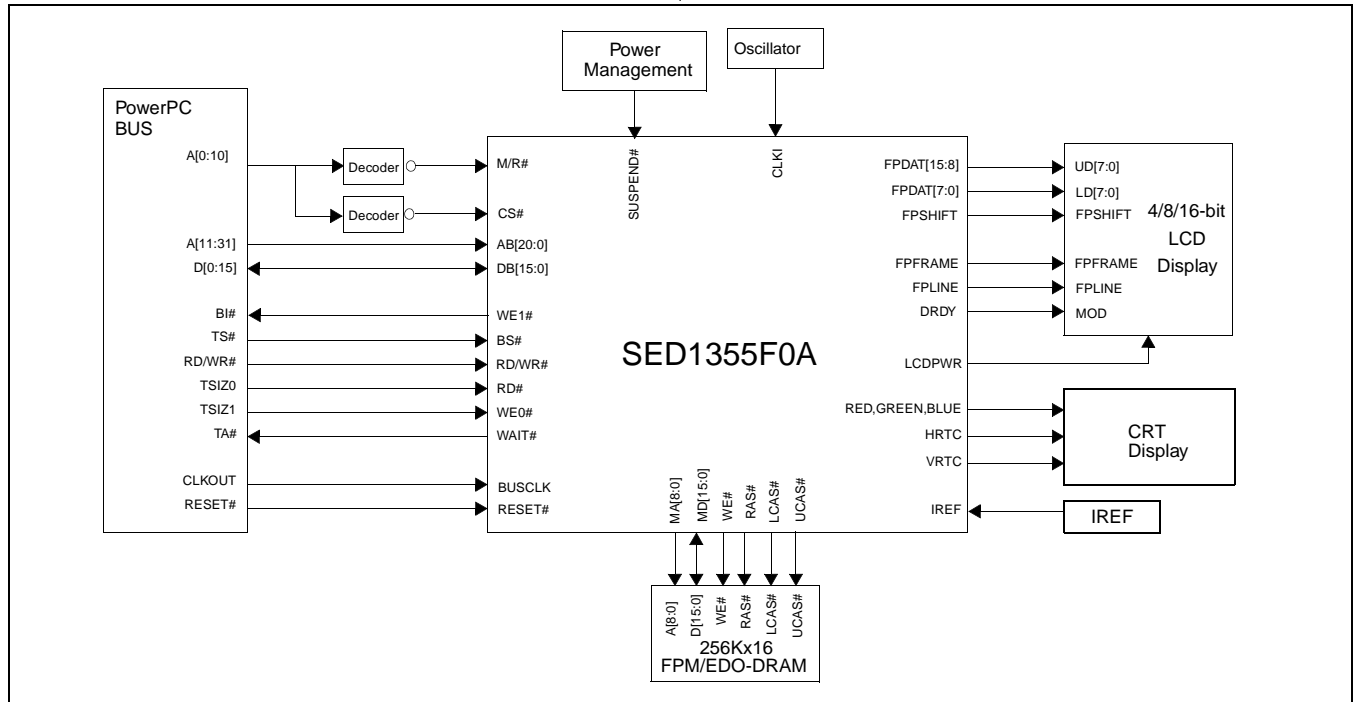 Power
Management
Oscillator
PowerPC
BUS
A[0:10]
Decoder
Decoder
A[11:31]
D[0:15]
BI#
TS#
RD/WR#
TSIZ0
TSIZ1
TA#
CLKOUT
RESET#
SUSPEND#
CLKI
M/R#
CS#
AB[20:0]
DB[15:0]
WE1#
BS#
RD/WR#
RD#
WE0#
WAIT#
BUSCLK
RESET#
SED1355F0A
FPDAT[15:8]
FPDAT[7:0]
FPSHIFT
FPFRAME
FPLINE
DRDY
LCDPWR
RED,GREEN,BLUE
HRTC
VRTC
IREF
UD[7:0]
LD[7:0]
FPSHIFT
FPFRAME
FPLINE
MOD
4/8/16-bit
LCD
Display
CRT
Display
IREF
MA[8:0]
MD[15:0]
WE#
RAS#
LCAS#
UCAS#
A[8:0]
D[15:0]
WE#
RAS#
LCAS#
UCAS#
256Kx16
FPM/EDO-DRAM